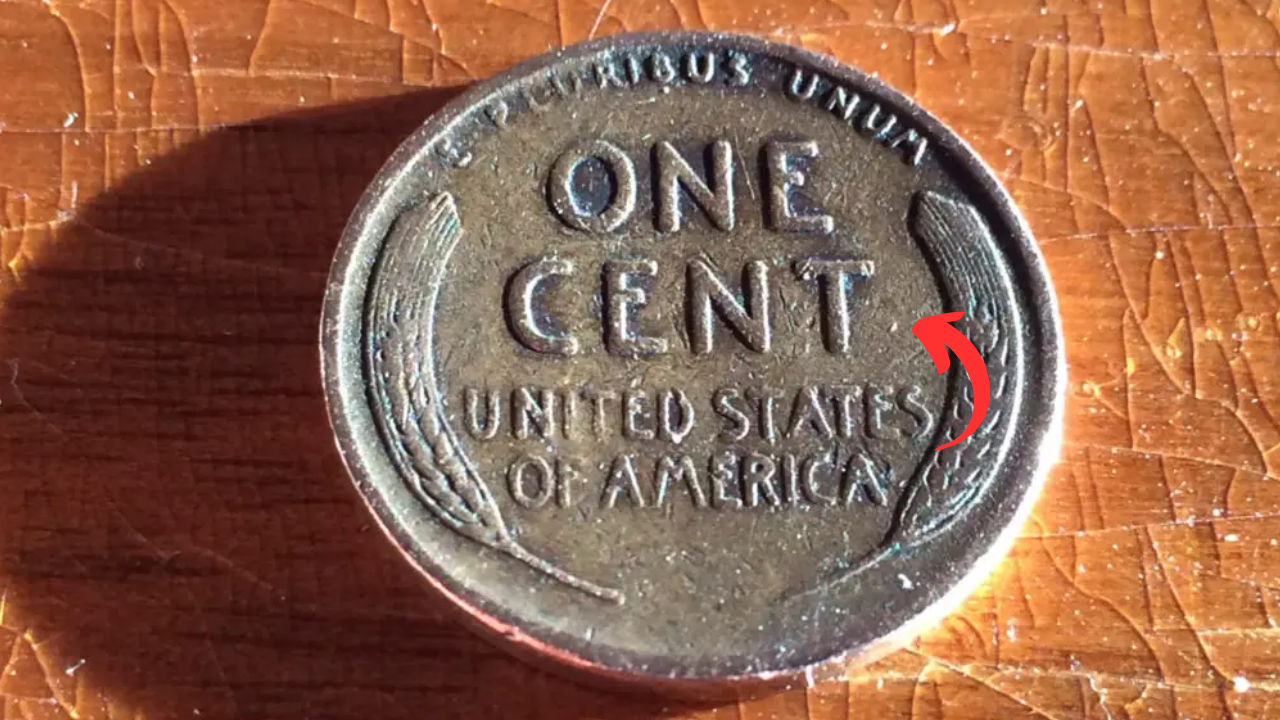 E PLURIBUS UNUM
ONE
CENT
UNITED STATES
OF AMERICA